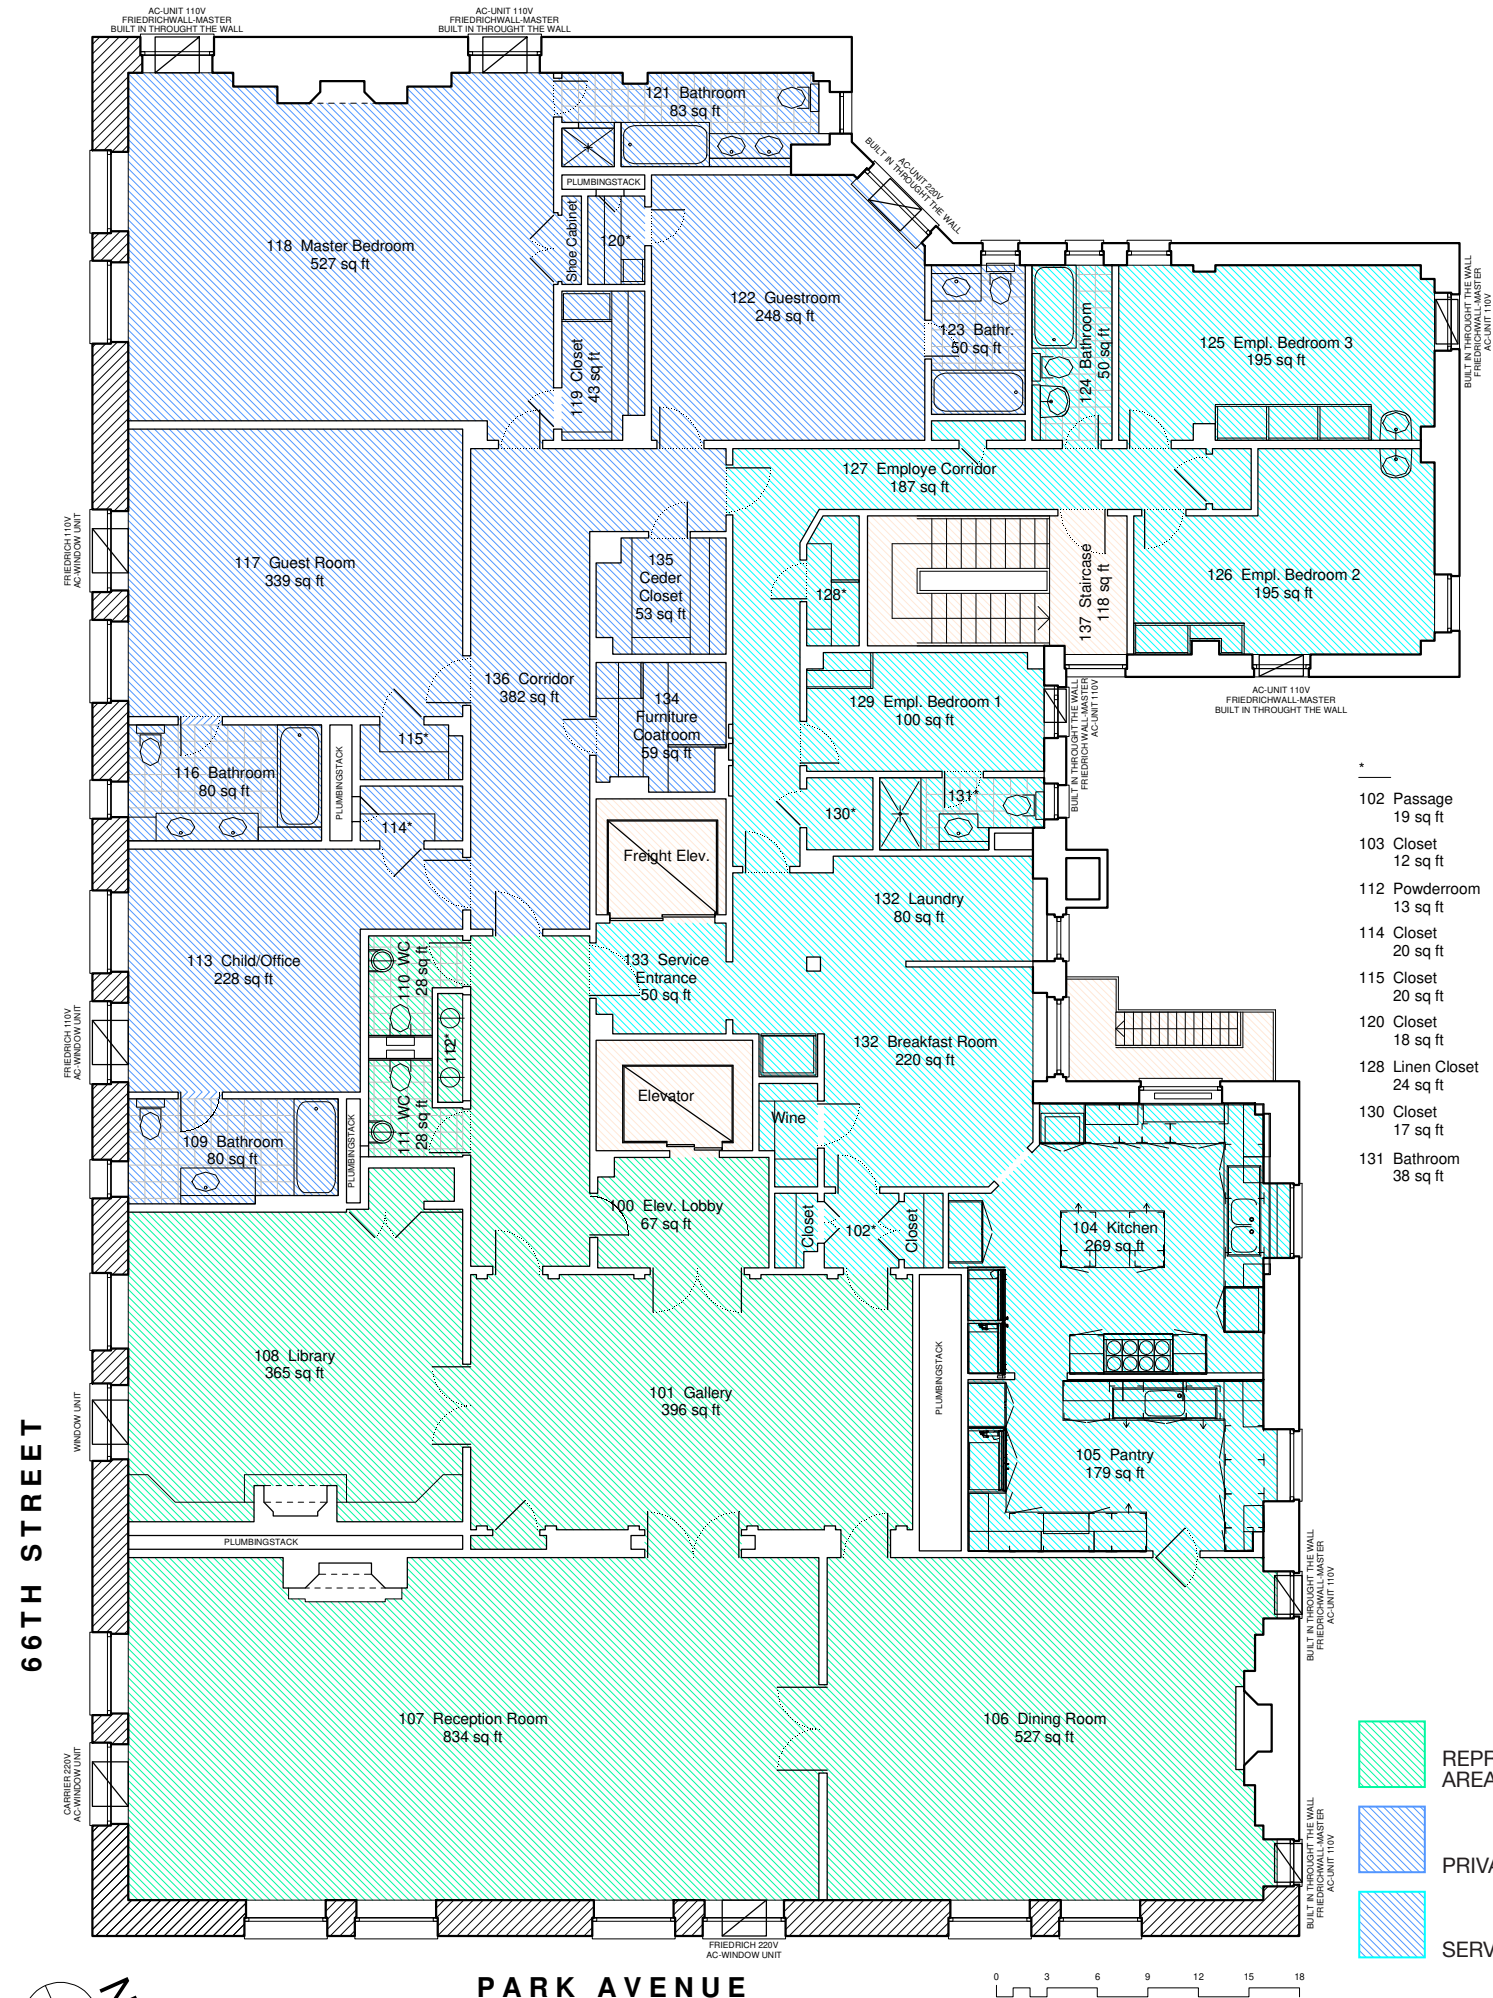 AC-UNIT 110V
FRIEDRICHWALL-MASTER
BUILT IN THROUGHT THE WALL
AC-UNIT 110V
FRIEDRICHWALL-MASTER
BUILT IN THROUGHT THE WALL
121 Bathroom
83 sq ft
AC-UNIT 220V
BUILT IN THROUGHT THE WALL
PLUMBINGSTACK
118 Master Bedroom
527 sq ft
Shoe Cabinet
120*
122 Guestroom
248 sq ft
119 Closet
43 sq ft
123 Bathr.
50 sq ft
124 Bathroom
50 sq ft
125 Empl. Bedroom 3
195 sq ft
BUILT IN THROUGHT THE WALL
FRIEDRICHWALL-MASTER
AC-UNIT 110V
127 Employe Corridor
187 sq ft
FRIEDRICH 110V
AC-WINDOW UNIT
117 Guest Room
339 sq ft
135
Ceder
Closet
53 sq ft
128*
137 Staircase
118 sq ft
126 Empl. Bedroom 2
195 sq ft
136 Corridor
382 sq ft
134
Furniture
Coatroom
59 sq ft
129 Empl. Bedroom 1
100 sq ft
BUILT IN THROUGHT THE WALL
FRIEDRICHWALL-MASTER
AC-UNIT 110V
AC-UNIT 110V
FRIEDRICHWALL-MASTER
BUILT IN THROUGHT THE WALL
115*
116 Bathroom
80 sq ft
PLUMBINGSTACK
114*
130*
131*
Freight Elev.
132 Laundry
80 sq ft
113 Child/Office
228 sq ft
110 WC
28 sq ft
133 Service
Entrance
50 sq ft
FRIEDRICH 110V
AC-WINDOW UNIT
112*
132 Breakfast Room
220 sq ft
Elevator
Wine
111 WC
28 sq ft
109 Bathroom
80 sq ft
PLUMBINGSTACK
100 Elev. Lobby
67 sq ft
Closet
102*
Closet
104 Kitchen
269 sq ft
108 Library
365 sq ft
101 Gallery
396 sq ft
PLUMBINGSTACK
WINDOW UNIT
105 Pantry
179 sq ft
PLUMBINGSTACK
BUILT IN THROUGHT THE WALL
FRIEDRICHWALL-MASTER
AC-UNIT 110V
107 Reception Room
834 sq ft
106 Dining Room
527 sq ft
CARRIER 220V
AC-WINDOW UNIT
BUILT IN THROUGHT THE WALL
FRIEDRICHWALL-MASTER
AC-UNIT 110V
FRIEDRICH 220V
AC-WINDOW UNIT
66TH STREET
PARK AVENUE
N
0 3 6 9 12 15 18
*
102 Passage
19 sq ft
103 Closet
12 sq ft
112 Powderroom
13 sq ft
114 Closet
20 sq ft
115 Closet
20 sq ft
120 Closet
18 sq ft
128 Linen Closet
24 sq ft
130 Closet
17 sq ft
131 Bathroom
38 sq ft
REPR
AREA
PRIVA
SERV